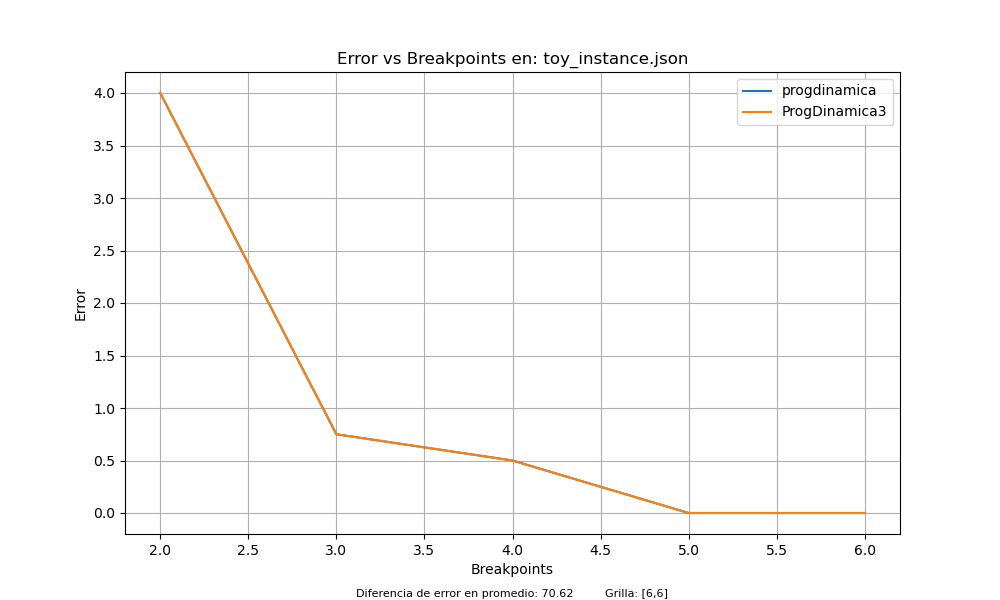 Error vs Breakpoints en: toy_instance.json
progdinamica
ProgDinamica3
4.0
3.5
3.0
2.5
2.0
1.5
1.0
0.5
0.0
Error
2.0 2.5 3.0 3.5 4.0 4.5 5.0 5.5 6.0
Breakpoints
Diferencia de error en promedio: 70.62 Grilla: [6,6]